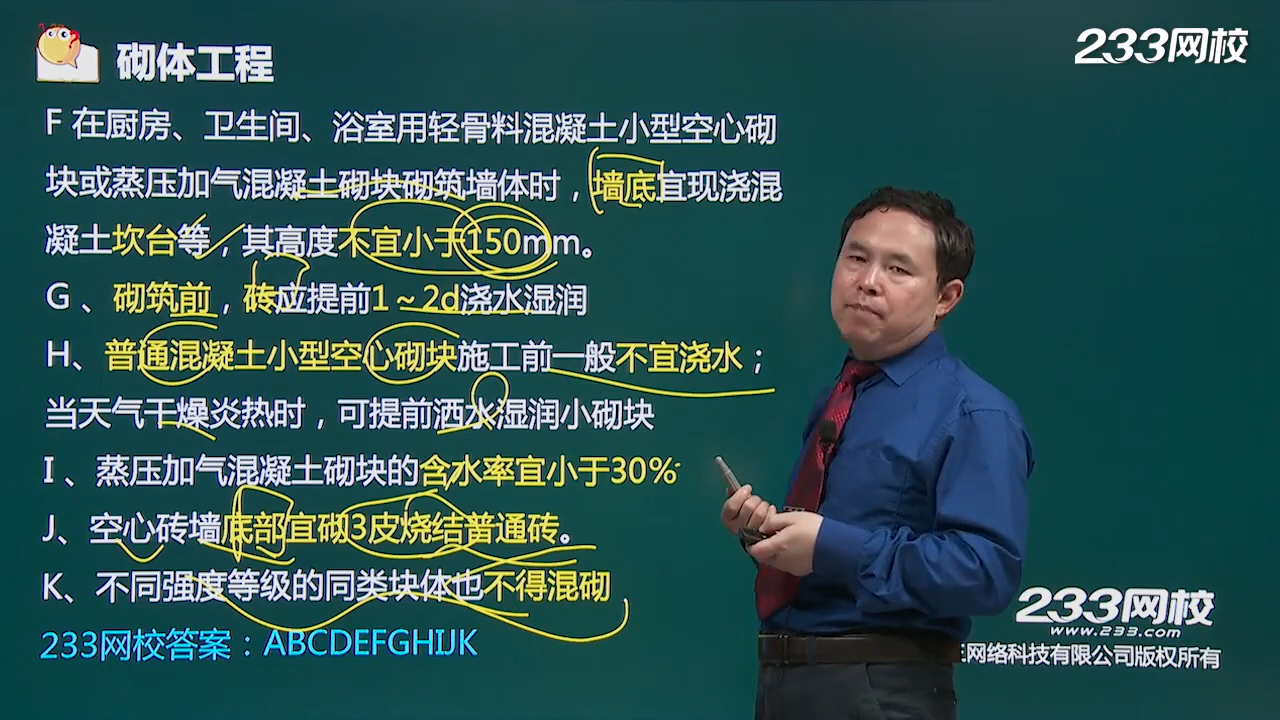 233网校
砌体工程
F 在厨房、卫生间、浴室用轻骨料混凝土小型空心砌
块或蒸压加气混凝土砌块砌筑墙体时，墙底宜现浇混
凝土坎台等，其高度不宜小于150mm。
G 、砌筑前，砖应提前1～2d浇水湿润
H、普通混凝土小型空心砌块施工前一般不宜浇水；
当天气干燥炎热时，可提前洒水湿润小砌块
I 、蒸压加气混凝土砌块的含水率宜小于30%
J、空心砖墙底部宜砌3皮烧结普通砖。
K、不同强度等级的同类块体也不得混砌
233网校答案：ABCDEFGHIJK
233网校
www.233.com
网络科技有限公司版权所有